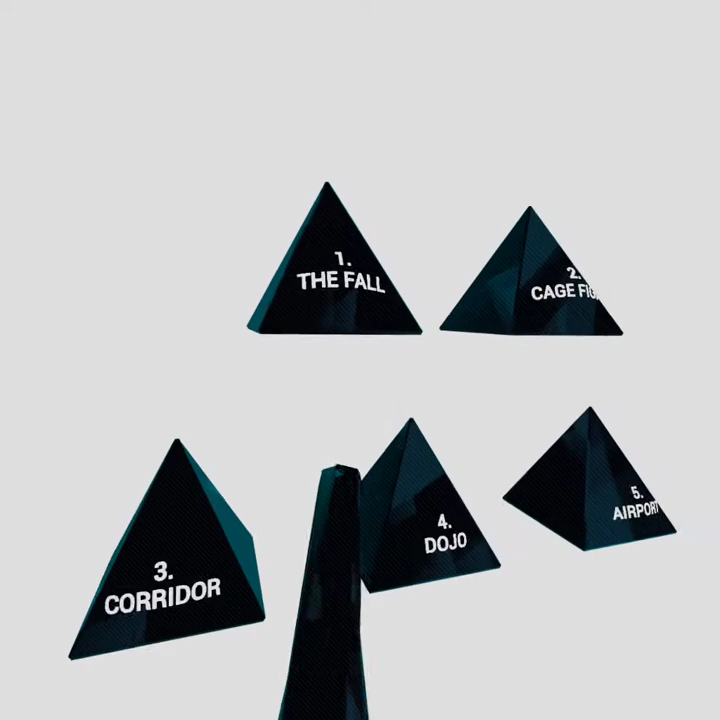 1.
THE FALL
2.
CAGE
3.
CORRIDOR
4.
DOJO
5.
AIRPORT